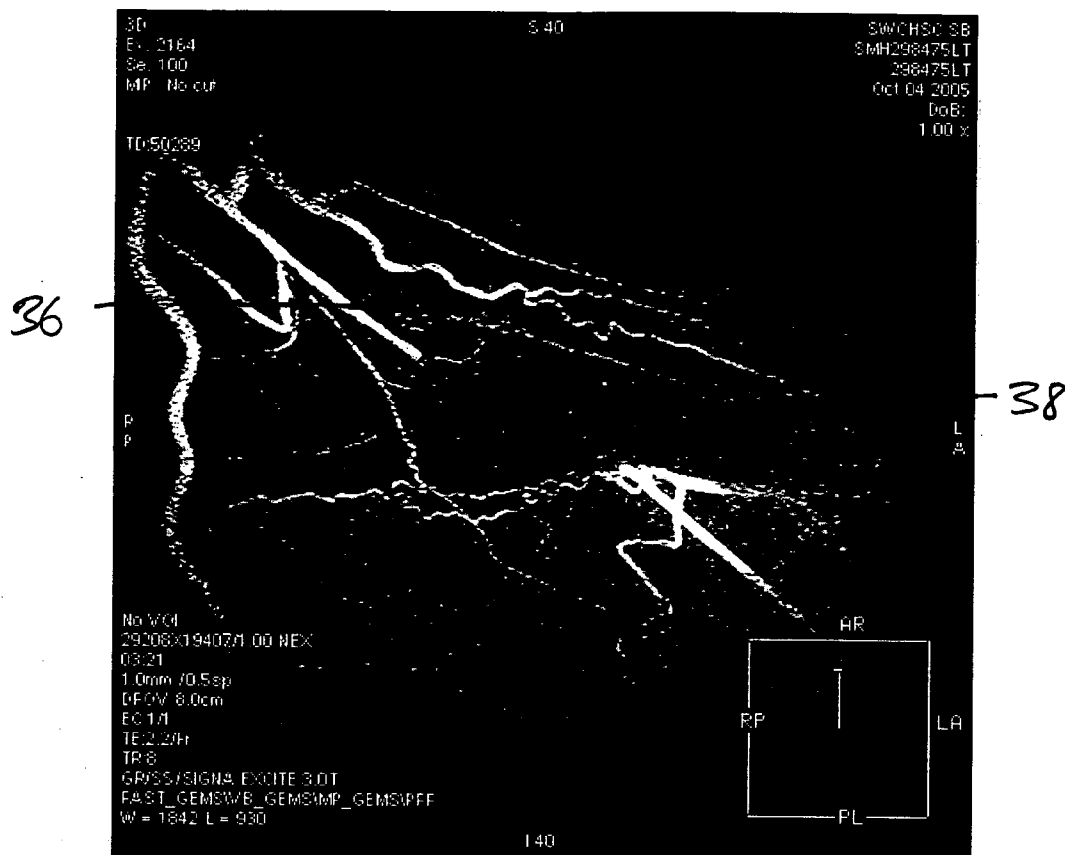 3D
Ex: 2164
Se: 100
MIP No cut
S 40
SWCHSC SB
SMH298475LT
298475LT
Oct 04 2005
DoB:
1.00 x
TD:50289
36
38
R
P
L
A
No VOI
29208X19407/1.00 NEX
03:21
1.0mm /0.5sp
DFOV 8.0cm
EC:1/1
TE:2.2/Fr
TR:8
GR/SS/SIGNA EXCITE 3.0T
FAST_GEMS\VB_GEMS\MP_GEMS\PFF
W = 1842 L = 930
AR
RP
LA
PL
I 40